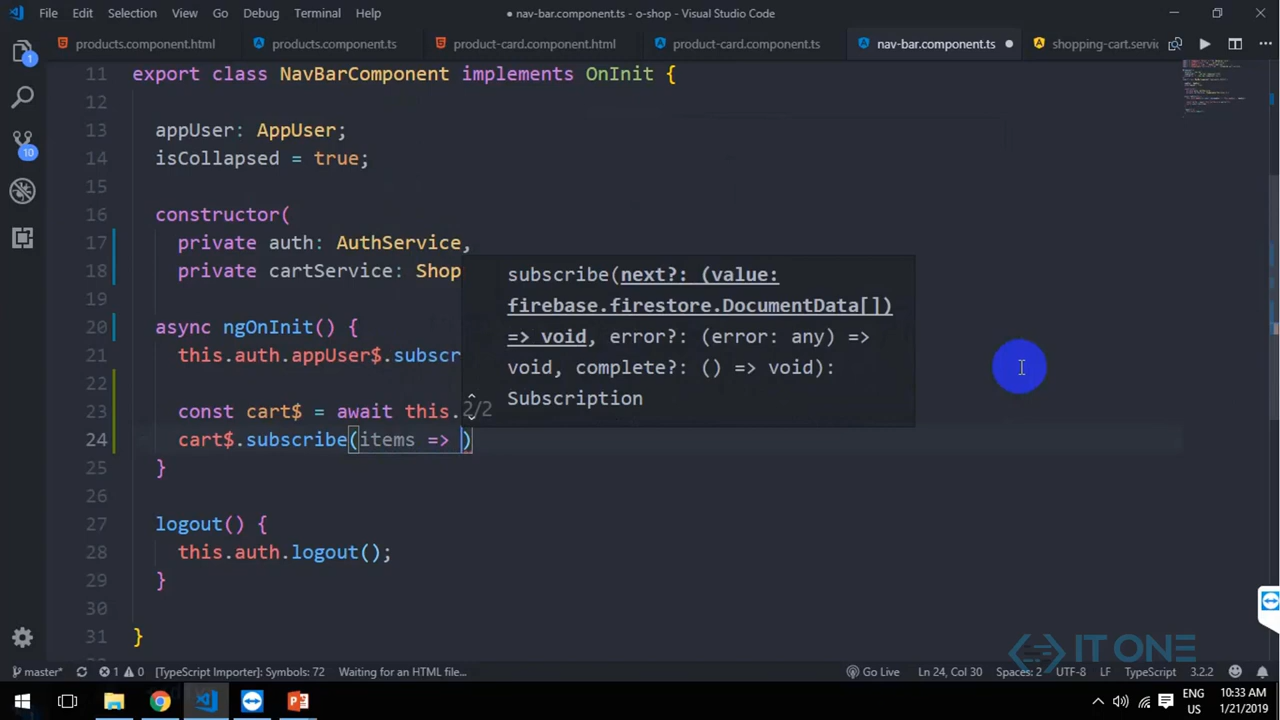 File Edit Selection View Go Debug Terminal Help
● nav-bar.component.ts - o-shop - Visual Studio Code
products.component.html products.component.ts product-card.component.html product-card.component.ts nav-bar.component.ts ● shopping-cart.servic
1
10
11 export class NavBarComponent implements OnInit {
12
13 appUser: AppUser;
14 isCollapsed = true;
15
16 constructor(
17 private auth: AuthService,
18 private cartService: Shop
19
20 async ngOnInit() {
21 this.auth.appUser$.subscr
22
23 const cart$ = await this.
24 cart$.subscribe(items => )
25 }
26
27 logout() {
28 this.auth.logout();
29 }
30
31 }
2/2
subscribe(next?: (value:
firebase.firestore.DocumentData[])
=> void, error?: (error: any) =>
void, complete?: () => void):
Subscription
IT ONE
master* 1 0 [TypeScript Importer]: Symbols: 72 Waiting for an HTML file... Go Live Ln 24, Col 30 Spaces: 2 UTF-8 LF TypeScript 3.2.2
ENG
US
10:33 AM
1/21/2019